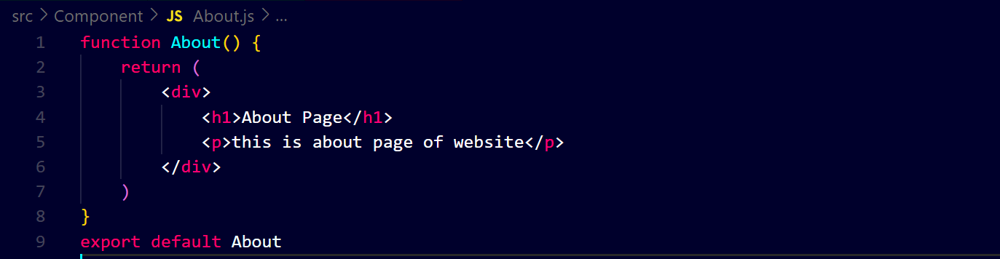 src > Component > JS About.js > ...
1 function About() {
2 return (
3 <div>
4 <h1>About Page</h1>
5 <p>this is about page of website</p>
6 </div>
7 )
8 }
9 export default About